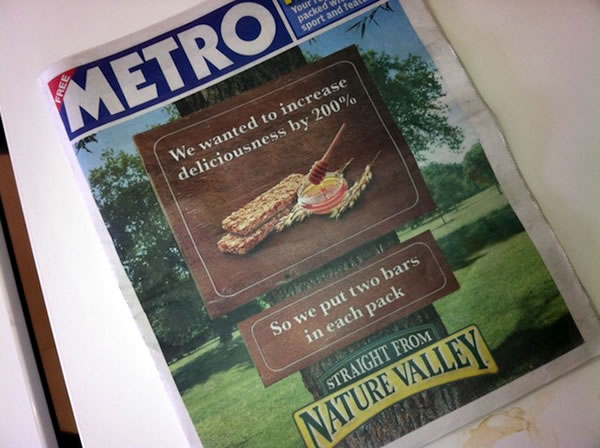 FREE
METRO
Your
packed
sport and
We wanted to increase
deliciousness by 200%
So we put two bars
in each pack
STRAIGHT FROM
NATURE VALLEY